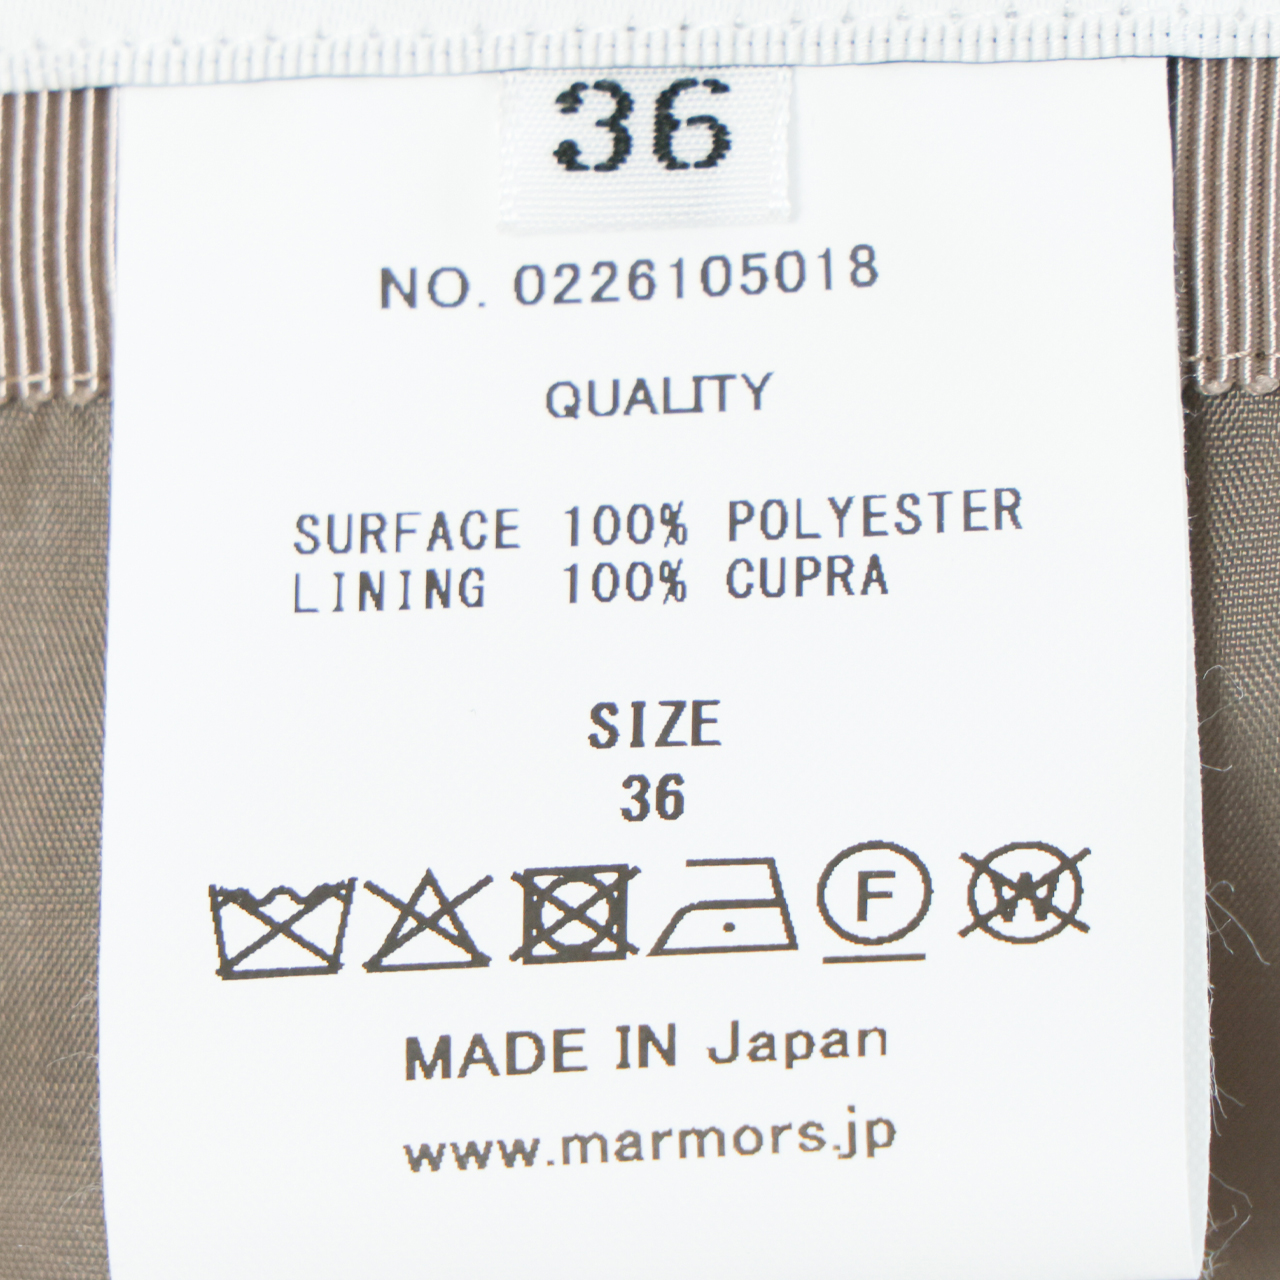 36
NO. 0226105018
QUALITY
SURFACE 100% POLYESTER
LINING 100% CUPRA
SIZE
36
F W
MADE IN Japan
www.marmors.jp